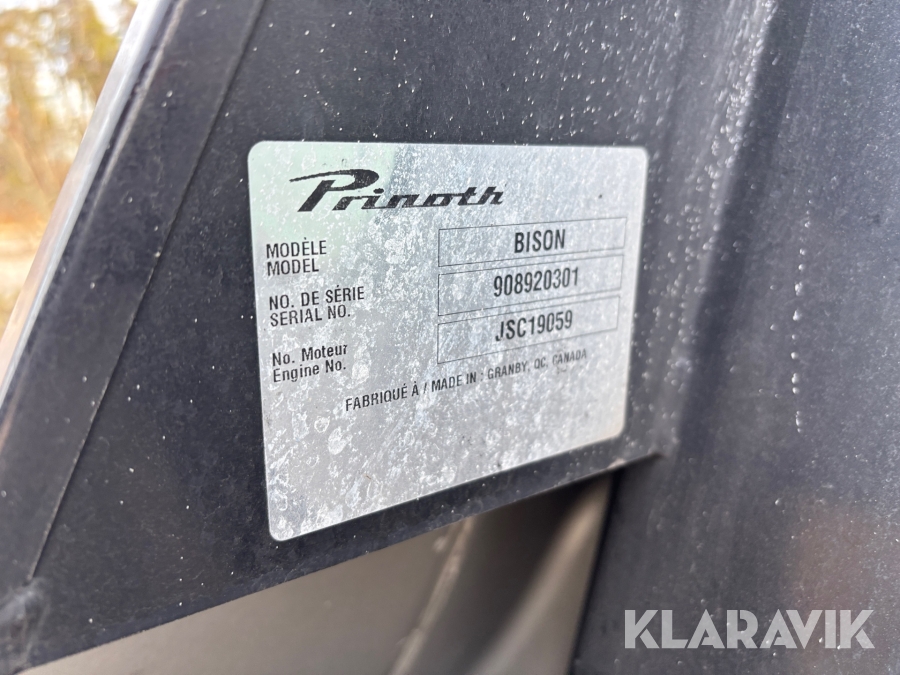 Prinoth
MODÈLE
MODEL
BISON
NO. DE SÉRIE
SERIAL NO.
908920301
No. Moteur
Engine No.
JSC19059
FABRIQUÉ À / MADE IN : GRANBY, QC, CANADA
KLARAVIK